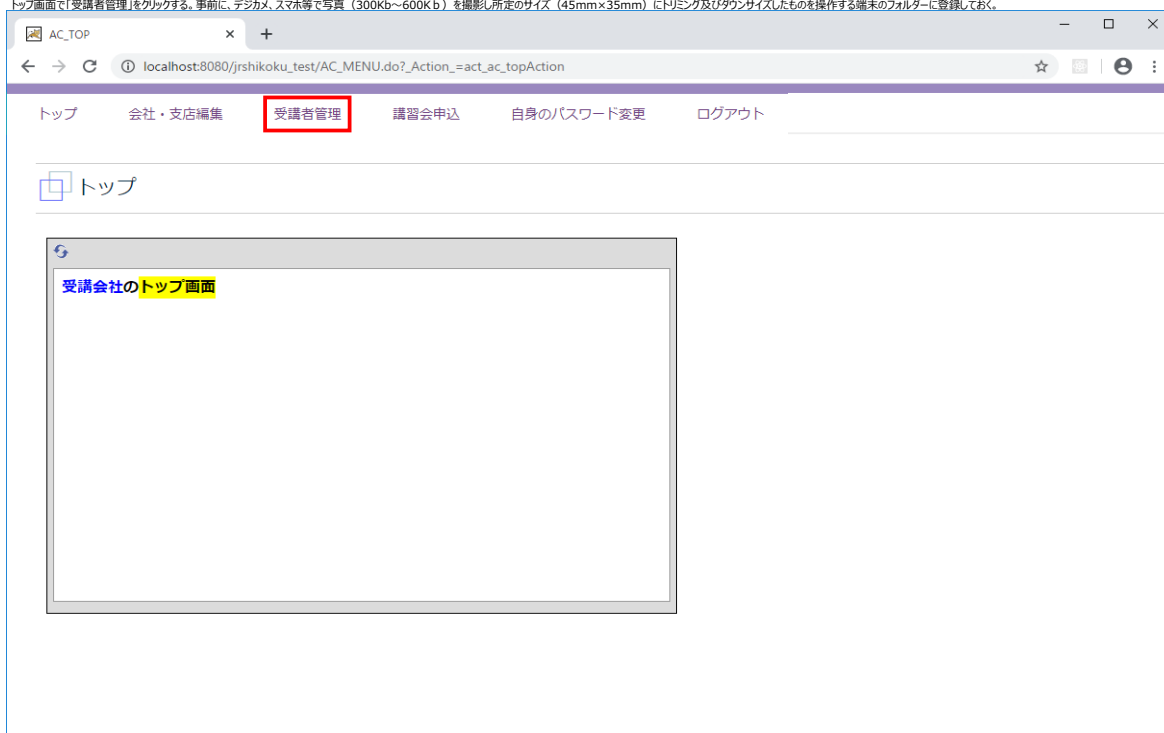 トップ画面で「受講者管理」をクリックする。事前に、デジカメ、スマホ等で写真（300Kb～600Kｂ）を撮影し所定のサイズ（45mm×35mm）にトリミング及びダウンサイズしたものを操作する端末のフォルダーに登録しておく。
AC_TOP
localhost:8080/jrshikoku_test/AC_MENU.do?_Action_=act_ac_topAction
トップ 会社・支店編集 受講者管理 講習会申込 自身のパスワード変更 ログアウト
トップ
受講会社のトップ画面